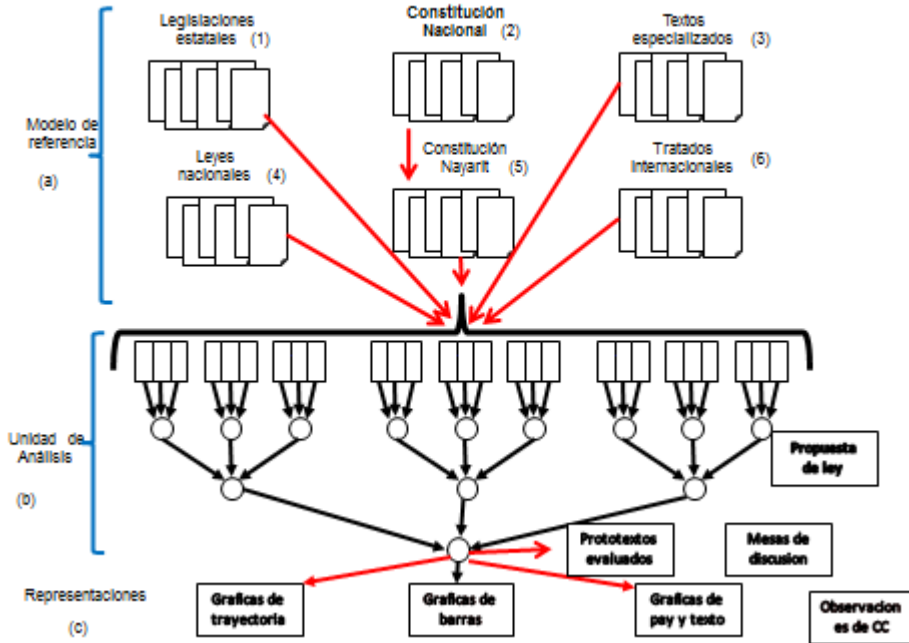 Legislaciones
estatales (1)
Constitución
Nacional (2)
Textos
especializados (3)
Modelo de
referencia
(a)
Leyes
nacionales (4)
Constitución
Nayarit (5)
Tratados
Internacionales (6)
Unidad de
Análisis
(b)
Propuesta
de ley
Prototextos
evaluados
Mesas de
discusion
Representaciones
(c)
Graficas de
trayectoria
Graficas de
barras
Graficas de
pay y texto
Observacion
es de CC